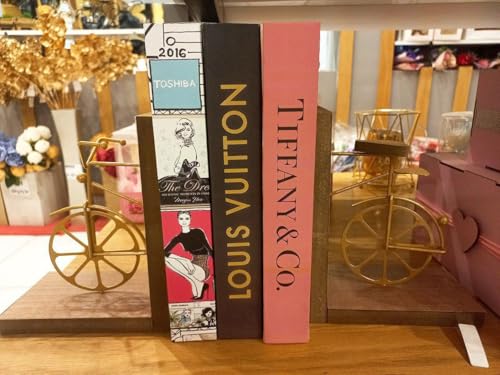 2016
TOSHIBA
The Dre
LOUIS VUITTON
TIFFANY & CO.